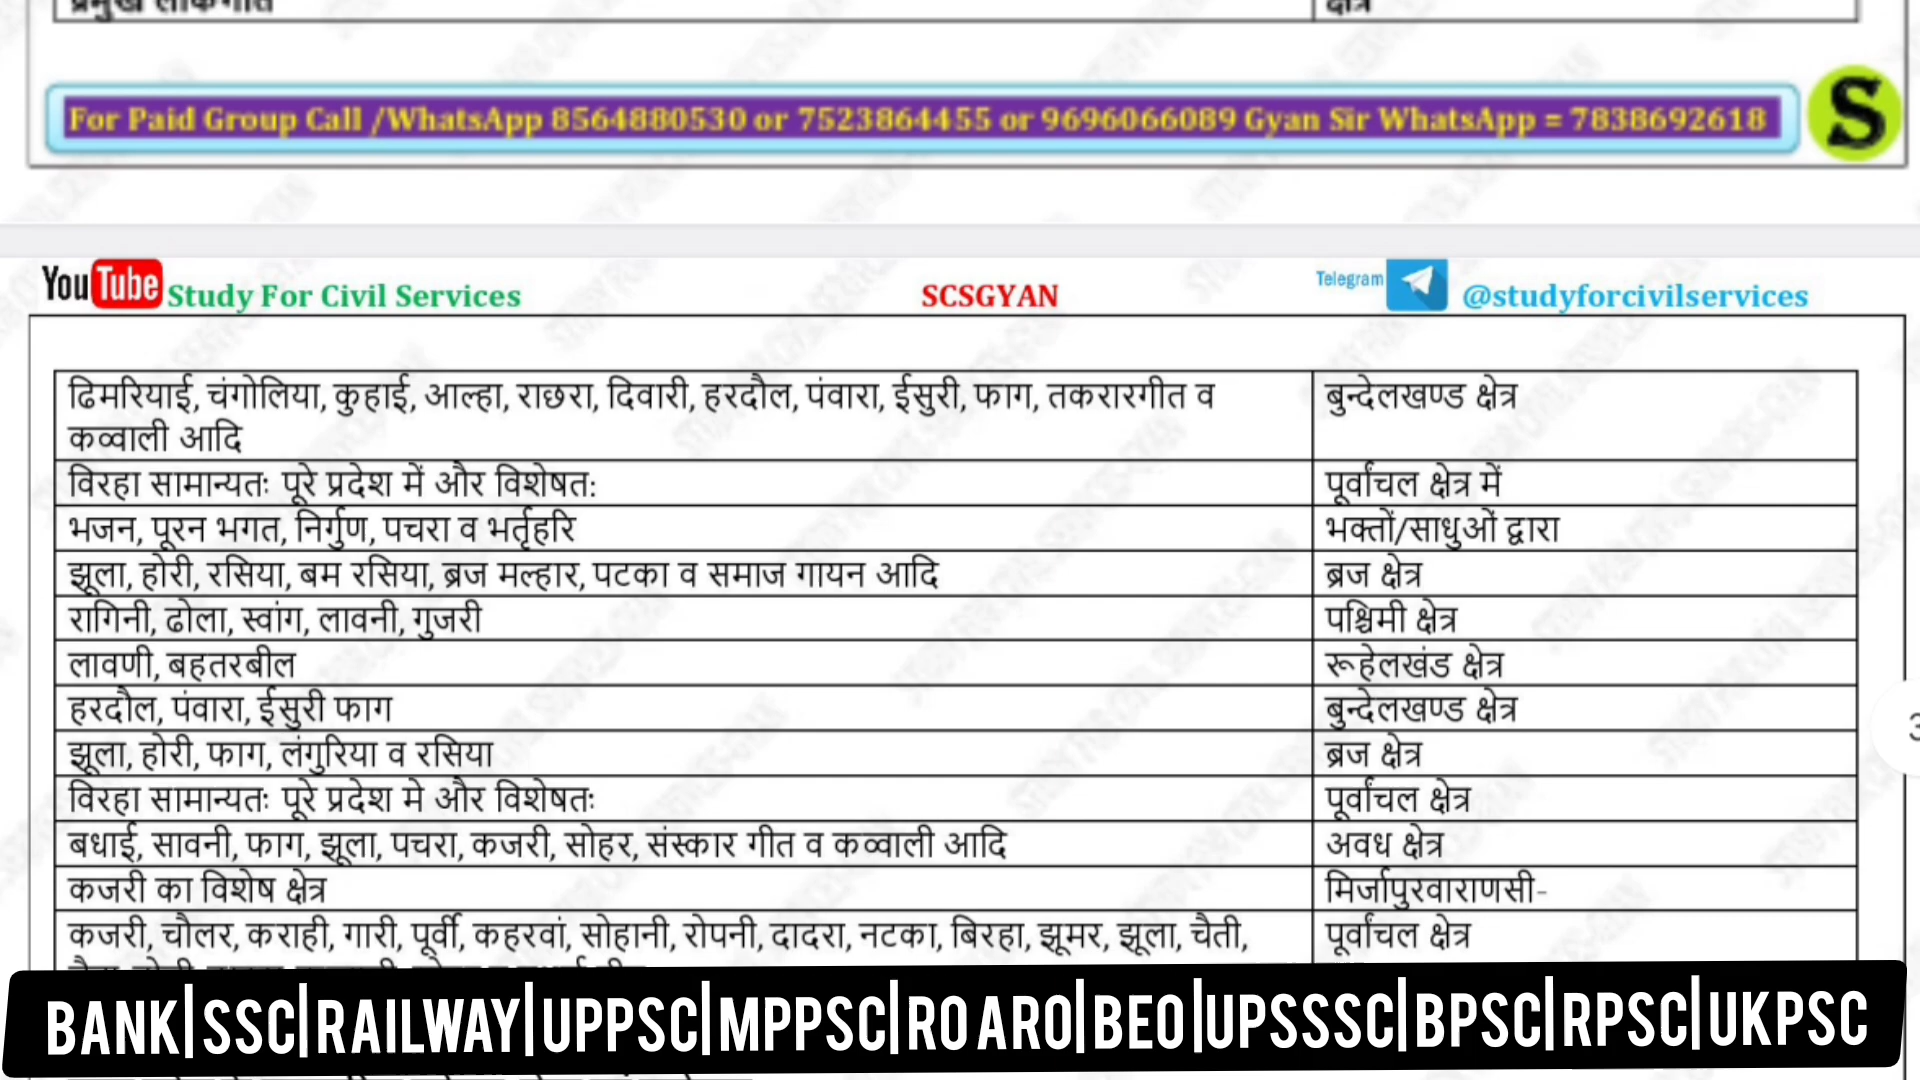 प्रमुख लोकगीत क्षेत्र
For Paid Group Call /WhatsApp 8564880530 or 7523864455 or 9696066089 Gyan Sir WhatsApp = 7838692618
S
YouTube Study For Civil Services SCSGYAN Telegram @studyforcivilservices
ढिमरियाई, चंगोलिया, कुहाई, आल्हा, राछरा, दिवारी, हरदौल, पंवारा, ईसुरी, फाग, तकरारगीत व बुन्देलखण्ड क्षेत्र
कव्वाली आदि
विरहा सामान्यतः पूरे प्रदेश में और विशेषत: पूर्वांचल क्षेत्र में
भजन, पूरन भगत, निर्गुण, पचरा व भर्तृहरि भक्तों/साधुओं द्वारा
झूला, होरी, रसिया, बम रसिया, ब्रज मल्हार, पटका व समाज गायन आदि ब्रज क्षेत्र
रागिनी, ढोला, स्वांग, लावनी, गुजरी पश्चिमी क्षेत्र
लावणी, बहतरबील रूहेलखंड क्षेत्र
हरदौल, पंवारा, ईसुरी फाग बुन्देलखण्ड क्षेत्र
झूला, होरी, फाग, लंगुरिया व रसिया ब्रज क्षेत्र
विरहा सामान्यतः पूरे प्रदेश मे और विशेषतः पूर्वांचल क्षेत्र
3
बधाई, सावनी, फाग, झूला, पचरा, कजरी, सोहर, संस्कार गीत व कव्वाली आदि अवध क्षेत्र
कजरी का विशेष क्षेत्र मिर्जापुरवाराणसी-
कजरी, चौलर, कराही, गारी, पूर्वी, कहरवां, सोहानी, रोपनी, दादरा, नटका, बिरहा, झूमर, झूला, चैती, पूर्वांचल क्षेत्र
BANK|SSC|RAILWAY|UPPSC|MPPSC|RO ARO|BEO|UPSSSC|BPSC|RPSC|UKPSC